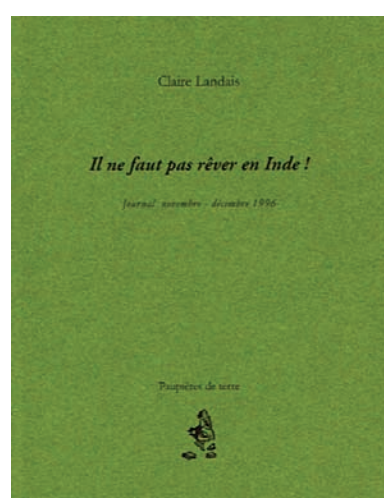 Claire Landais
Il ne faut pas rêver en Inde !
Journal, novembre - décembre 1996
Paupières de terre